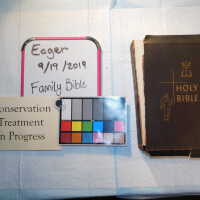 Eager
9/19/2019
Family Bible
Conservation
Treatment
In Progress
HOLY
BIBLE